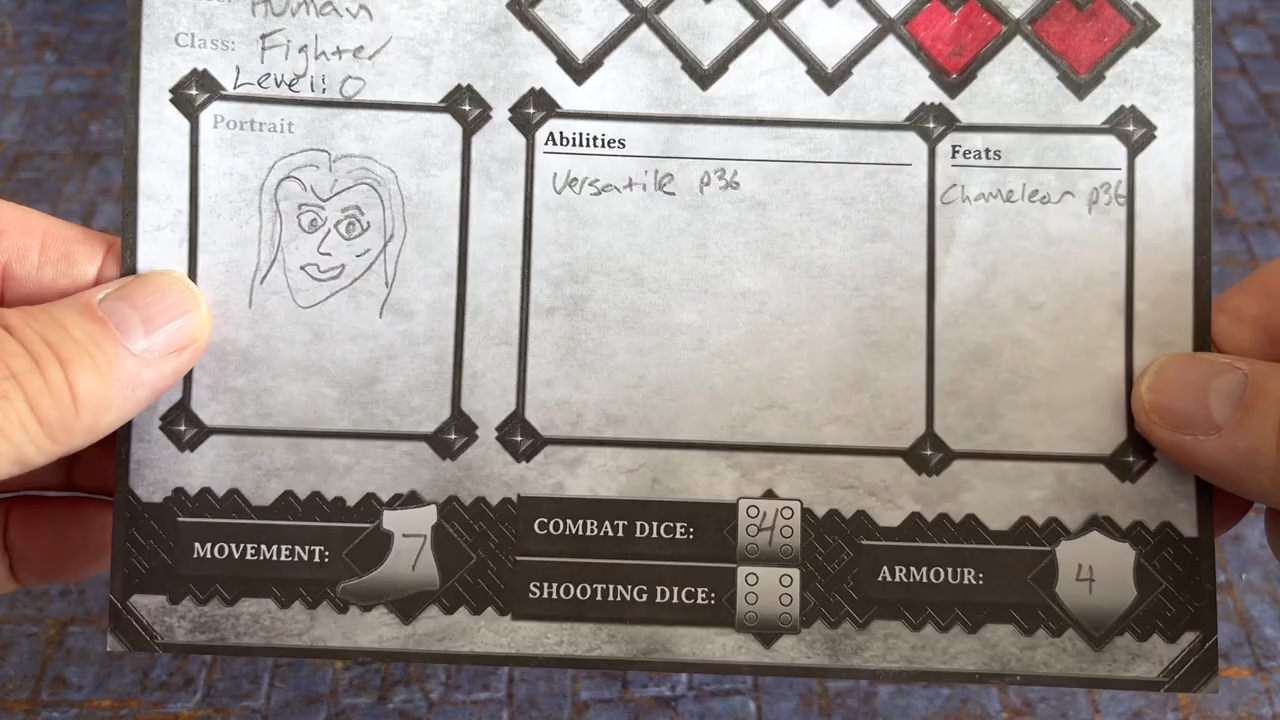 Human
Class: Fighter
Level: 0
Portrait
Abilities
Versatile p36
Feats
Chameleon p36
MOVEMENT: 7
COMBAT DICE: 4
SHOOTING DICE:
ARMOUR: 4